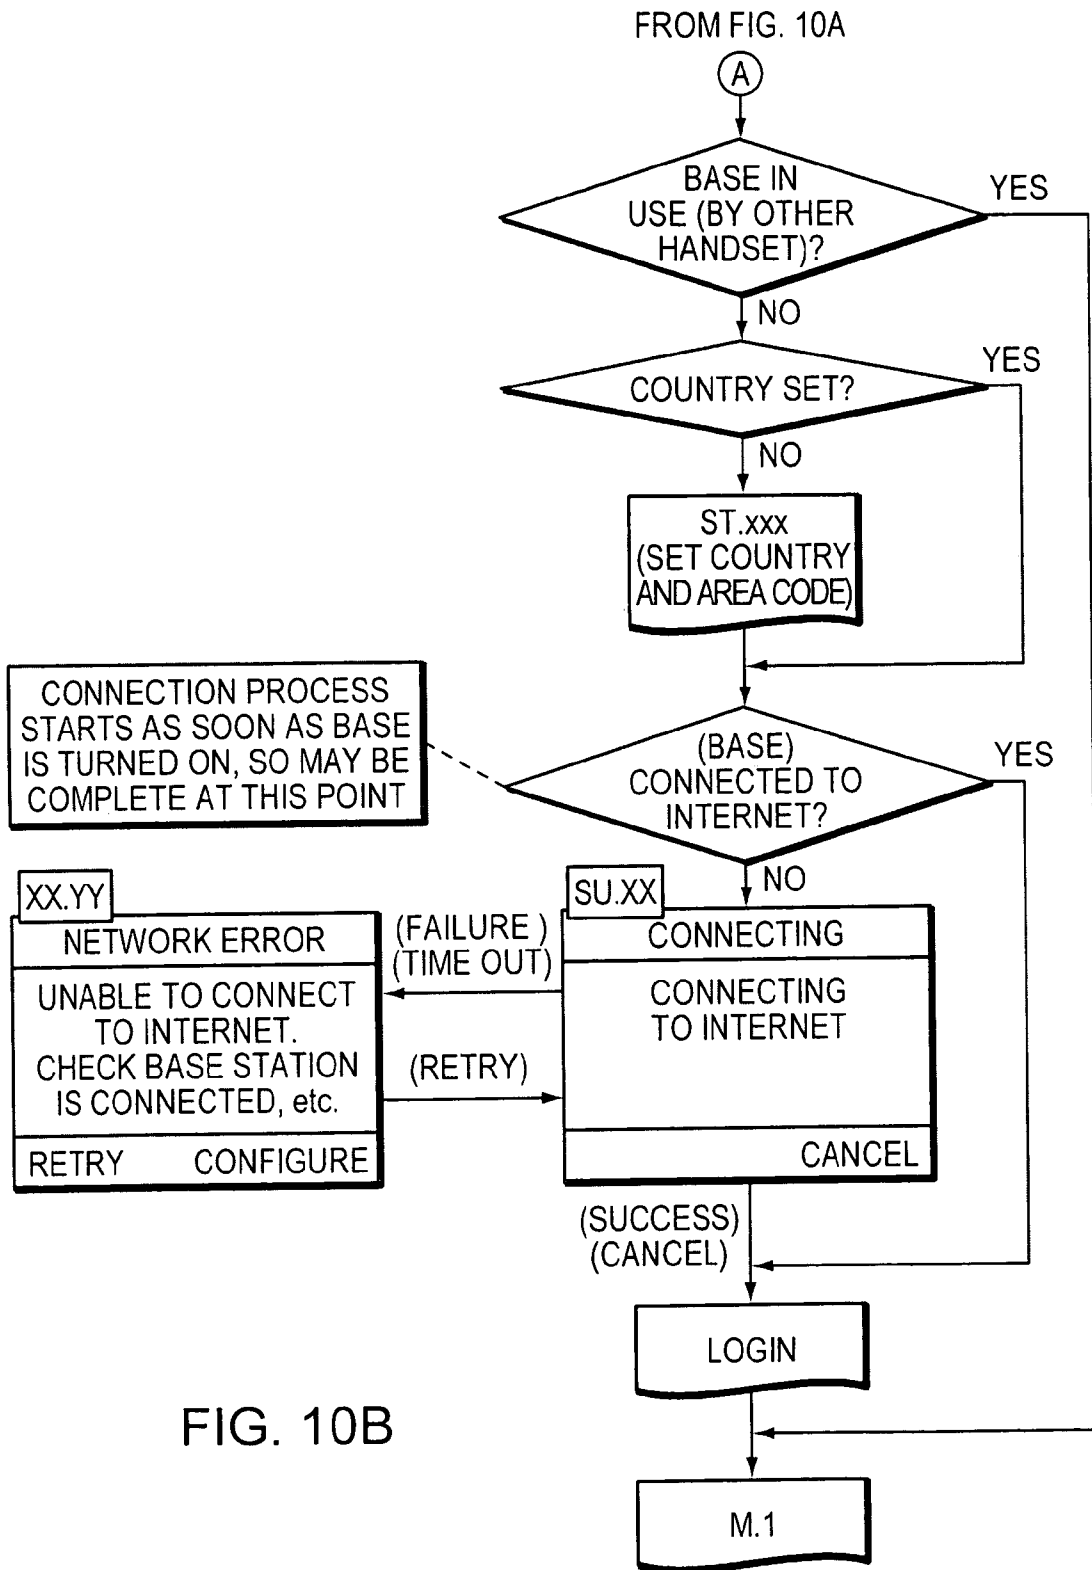 FROM FIG. 10A
A
BASE IN
USE (BY OTHER
HANDSET)?
YES
NO
COUNTRY SET?
YES
NO
ST.xxx
(SET COUNTRY
AND AREA CODE)
CONNECTION PROCESS
STARTS AS SOON AS BASE
IS TURNED ON, SO MAY BE
COMPLETE AT THIS POINT
(BASE)
CONNECTED TO
INTERNET?
YES
NO
XX.YY
NETWORK ERROR
UNABLE TO CONNECT
TO INTERNET.
CHECK BASE STATION
IS CONNECTED, etc.
RETRY CONFIGURE
(FAILURE )
(TIME OUT)
(RETRY)
SU.XX
CONNECTING
CONNECTING
TO INTERNET
CANCEL
(SUCCESS)
(CANCEL)
LOGIN
M.1
FIG. 10B